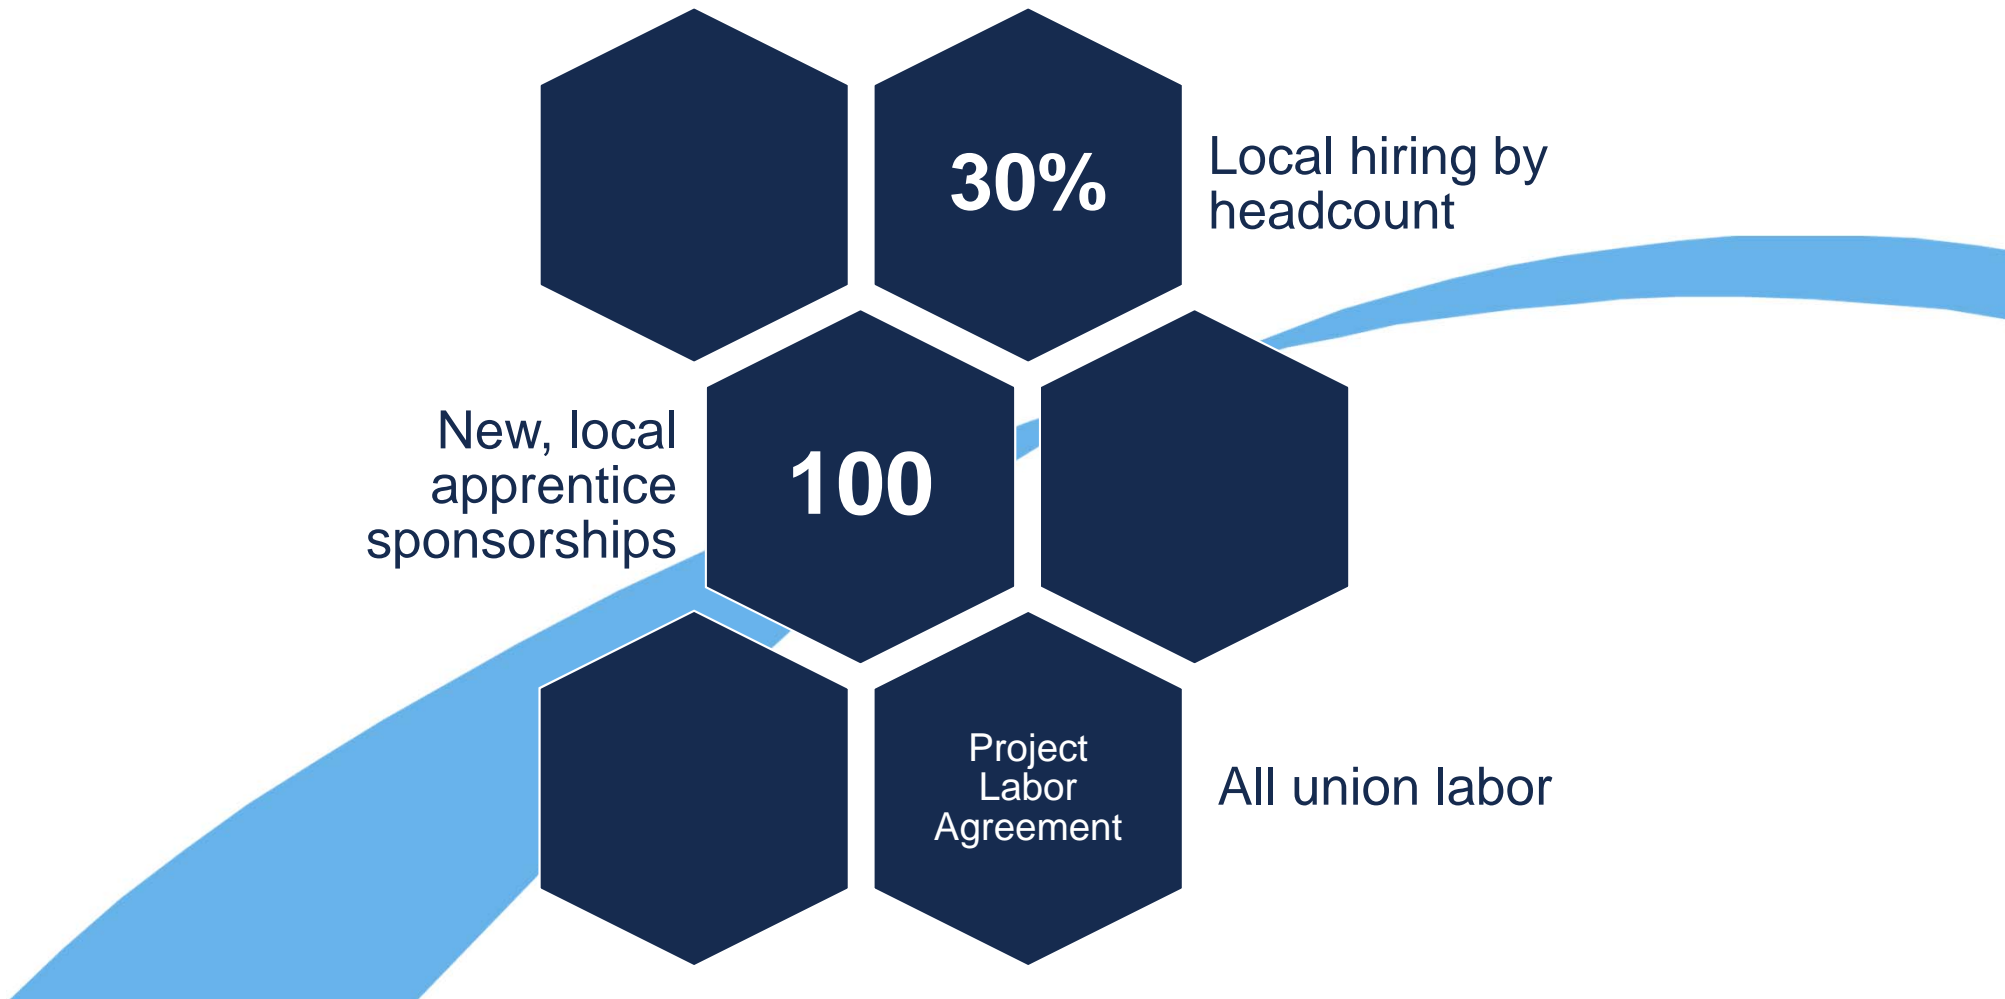 30%
Local hiring by
headcount
New, local
apprentice
sponsorships
100
Project
Labor
Agreement
All union labor